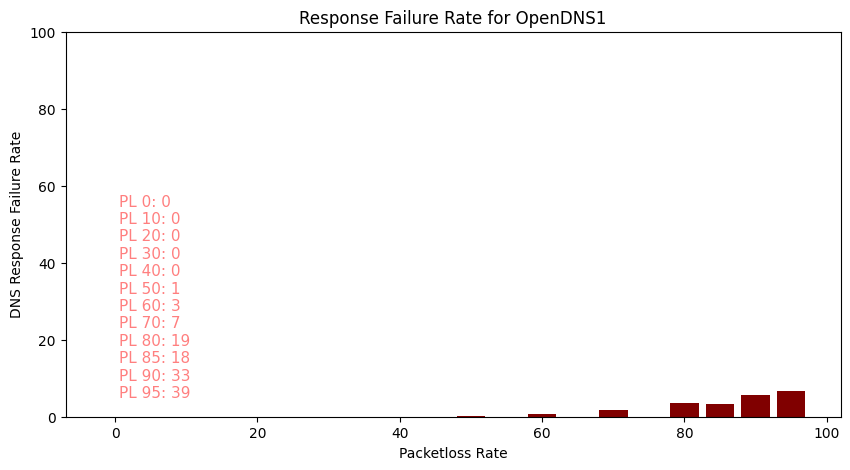 Response Failure Rate for OpenDNS1
100
80
60
40
20
0
DNS Response Failure Rate
PL 0: 0
PL 10: 0
PL 20: 0
PL 30: 0
PL 40: 0
PL 50: 1
PL 60: 3
PL 70: 7
PL 80: 19
PL 85: 18
PL 90: 33
PL 95: 39
0 20 40 60 80 100
Packetloss Rate